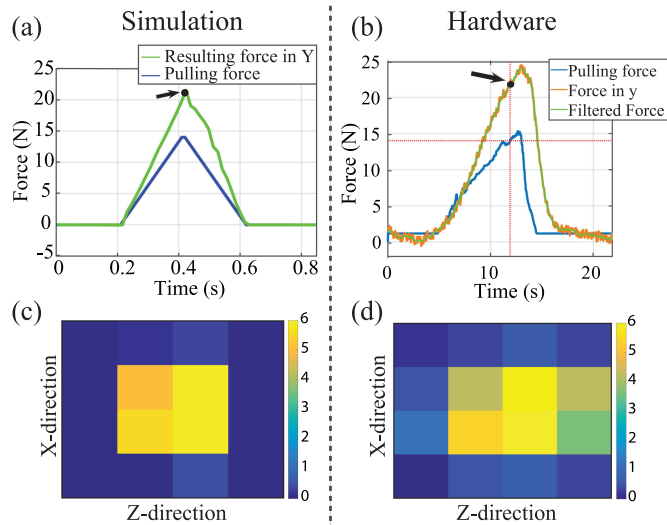 Simulation
Hardware
(a)
Resulting force in Y
Pulling force
Force (N)
25
20
15
10
5
0
-5
0
0.2
0.4
0.6
0.8
Time (s)
(b)
Pulling force
Force in y
Filtered Force
Force (N)
25
20
15
10
5
0
0
10
20
Time (s)
(c)
X-direction
Z-direction
6
5
4
3
2
1
0
(d)
X-direction
Z-direction
6
5
4
3
2
1
0